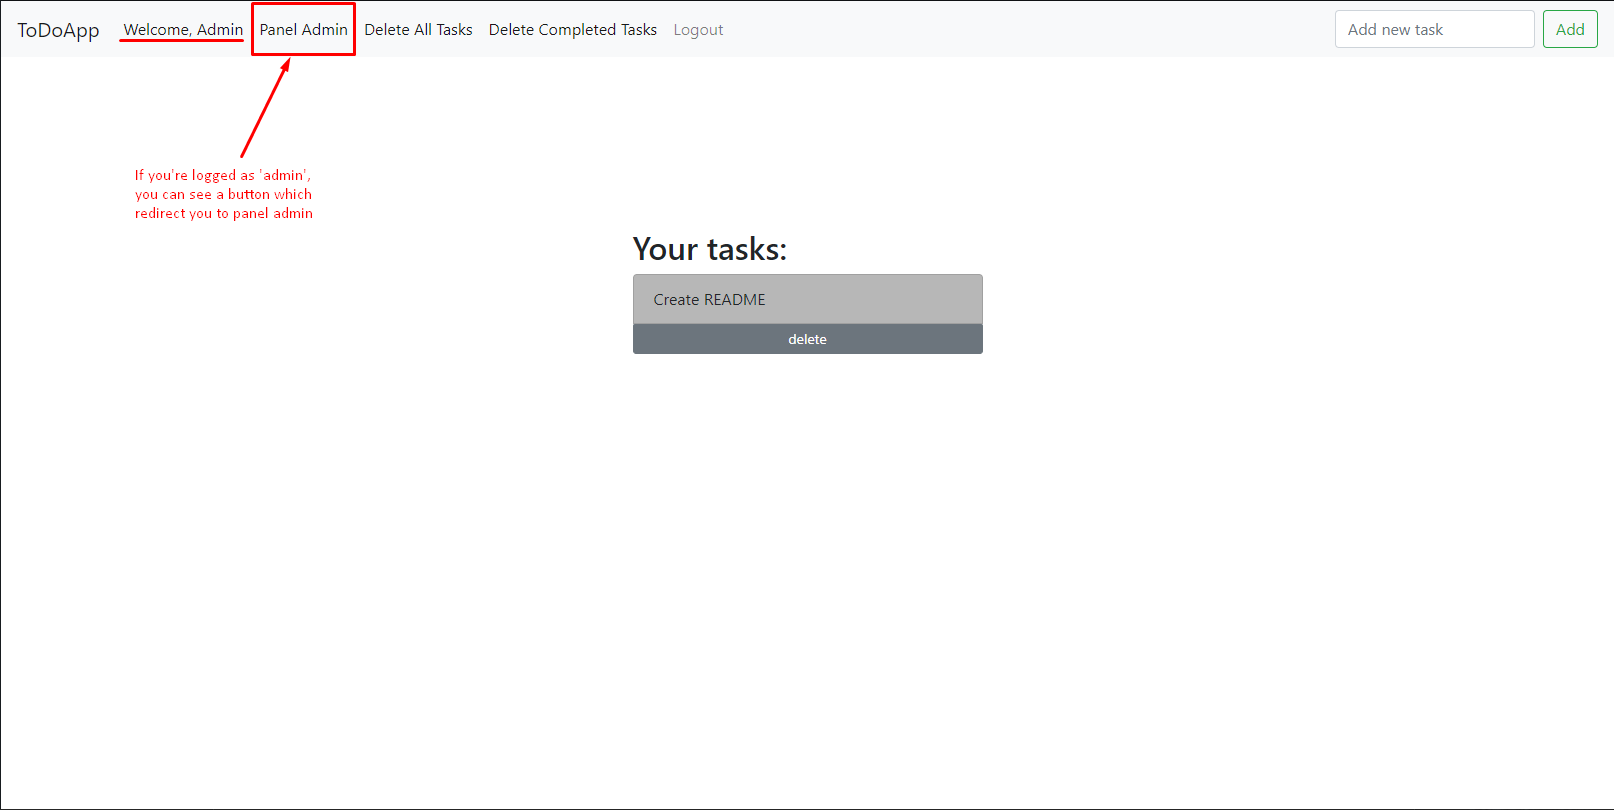 ToDoApp Welcome, Admin Panel Admin Delete All Tasks Delete Completed Tasks Logout Add new task Add
If you're logged as 'admin',
you can see a button which
redirect you to panel admin
Your tasks:
Create README
delete